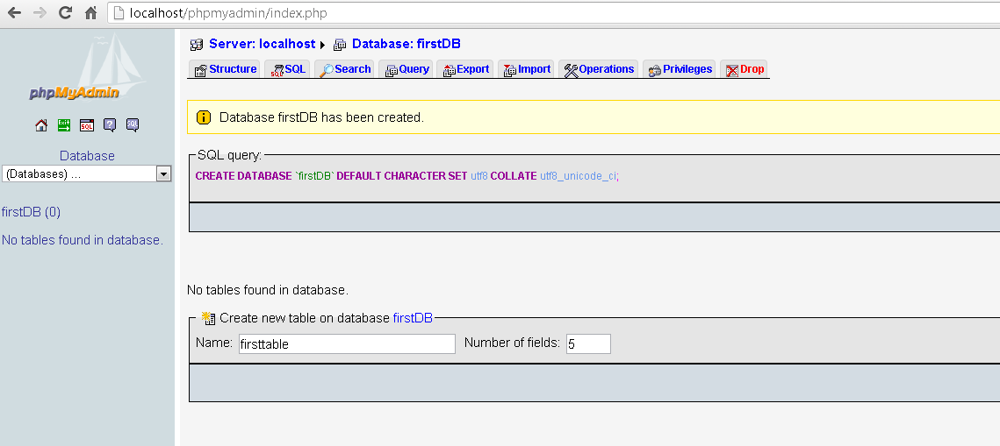 localhost/phpmyadmin/index.php
phpMyAdmin
Exit
SQL
?
SQL
Database
(Databases) ...
firstDB (0)
No tables found in database.
Server: localhost Database: firstDB
Structure SQL Search Query Export Import Operations Privileges Drop
Database firstDB has been created.
SQL query:
CREATE DATABASE `firstDB` DEFAULT CHARACTER SET utf8 COLLATE utf8_unicode_ci;
No tables found in database.
Create new table on database firstDB
Name: firsttable Number of fields: 5